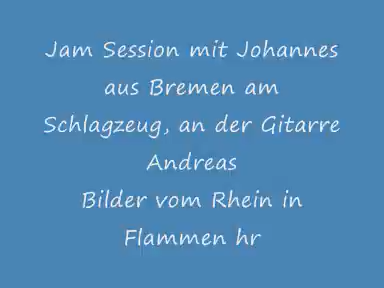 Jam Session mit Johannes
aus Bremen am
Schlagzeug, an der Gitarre
Andreas
Bilder vom Rhein in
Flammen hr